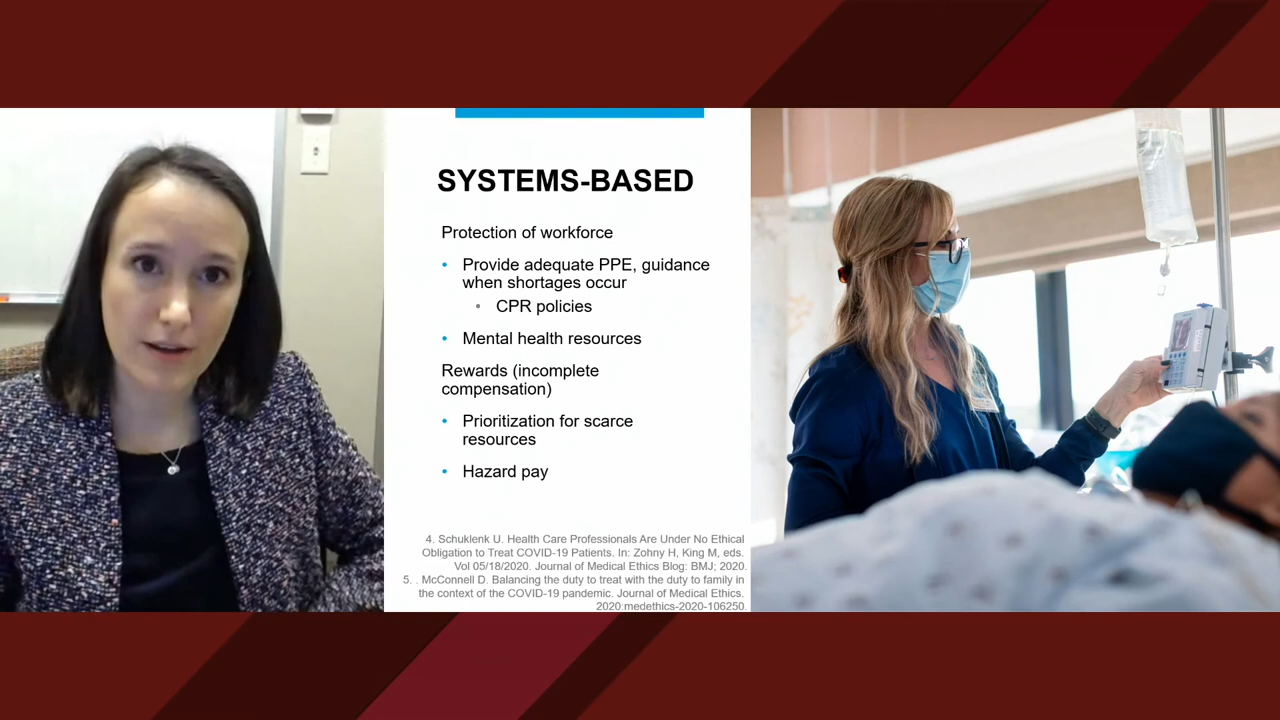 SYSTEMS-BASED
Protection of workforce
• Provide adequate PPE, guidance
when shortages occur
• CPR policies
• Mental health resources
Rewards (incomplete
compensation)
• Prioritization for scarce
resources
• Hazard pay
4. Schuklenk U. Health Care Professionals Are Under No Ethical
Obligation to Treat COVID-19 Patients. In: Zohny H, King M, eds.
Vol 05/18/2020. Journal of Medical Ethics Blog: BMJ; 2020.
5. . McConnell D. Balancing the duty to treat with the duty to family in
the context of the COVID-19 pandemic. Journal of Medical Ethics.
2020:medethics-2020-106250.